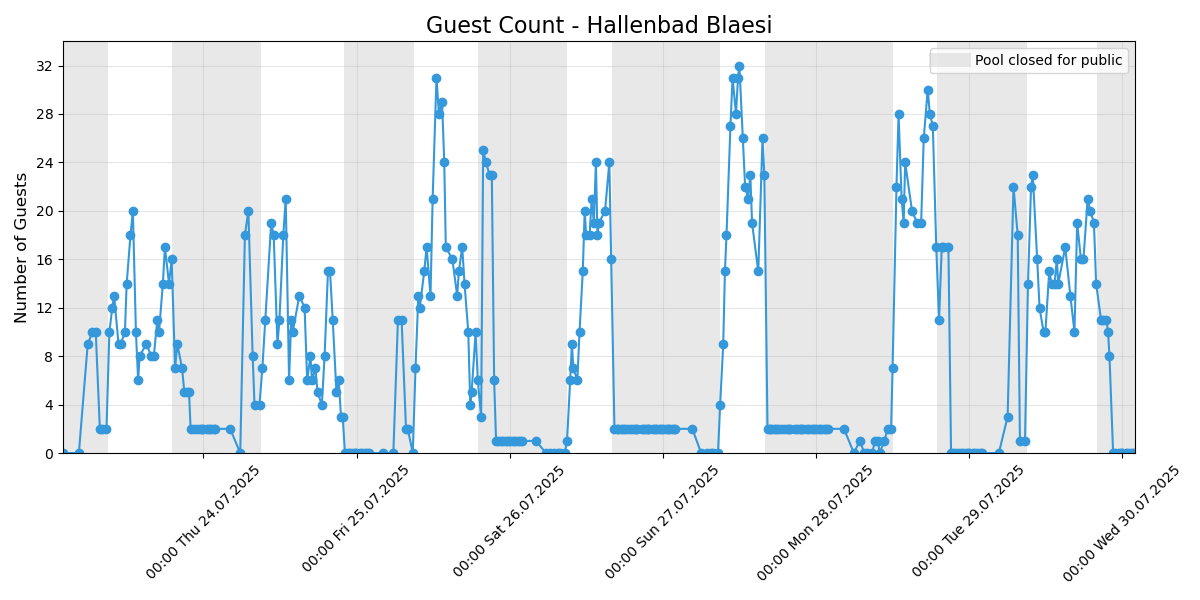 Guest Count - Hallenbad Blaesi
Pool closed for public
Number of Guests
32
28
24
20
16
12
8
4
0
00:00 Thu 24.07.2025
00:00 Fri 25.07.2025
00:00 Sat 26.07.2025
00:00 Sun 27.07.2025
00:00 Mon 28.07.2025
00:00 Tue 29.07.2025
00:00 Wed 30.07.2025